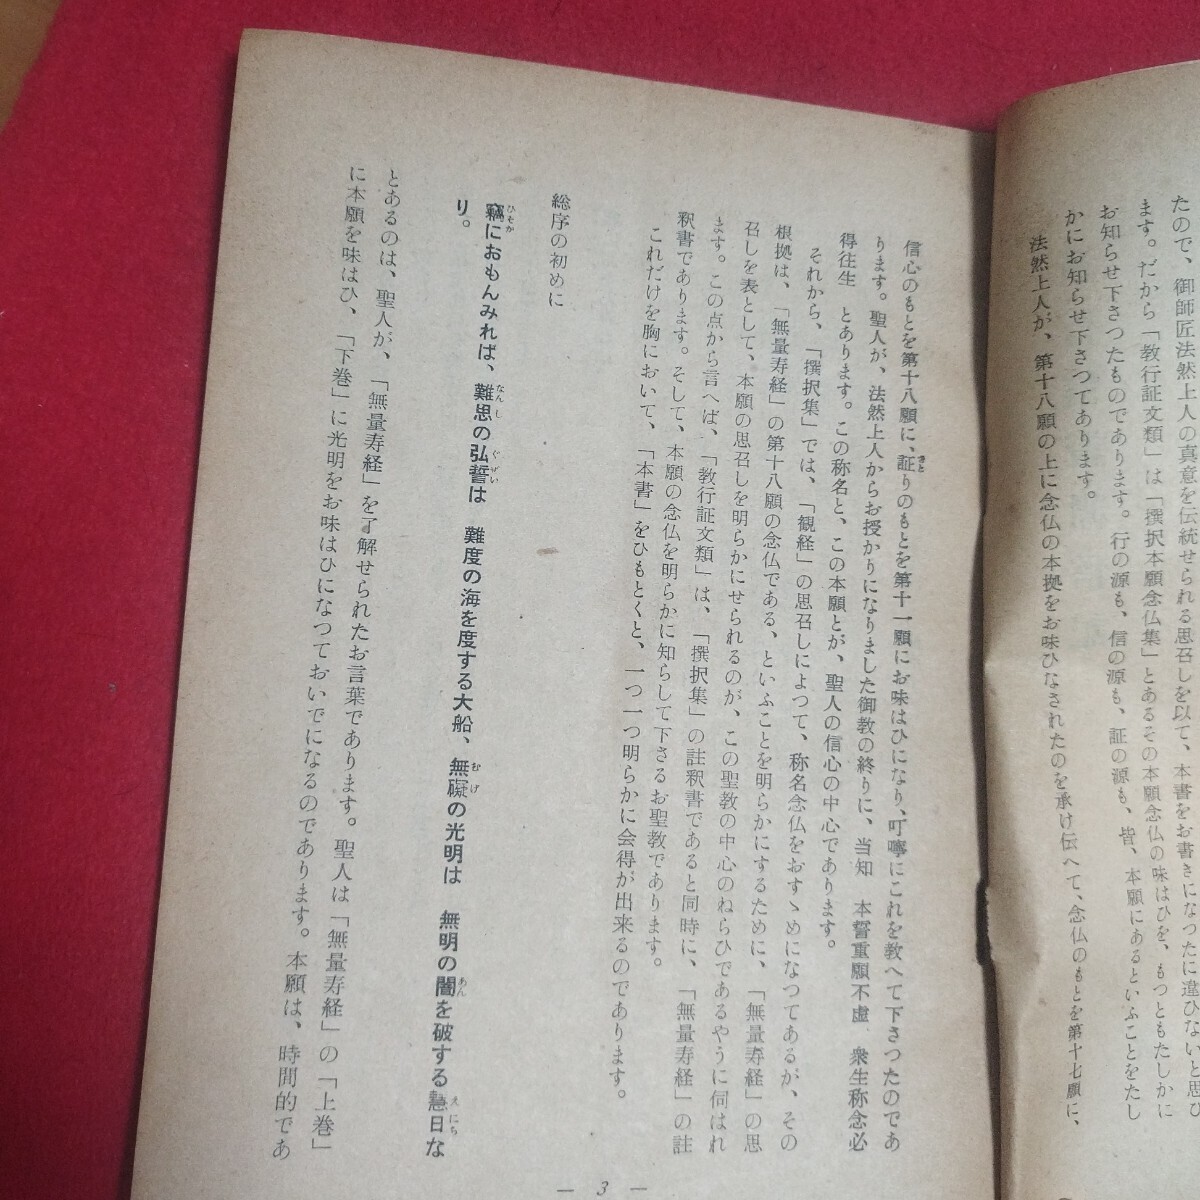 たので、御師匠法然上人の真意を伝統せられる思召しを以て、本書をお書きになつたに違ひないと思ひ
ます。だから「教行証文類」は「撰択本願念仏集」とあるその本願念仏の味はひを、もつともたしかに
お知らせ下さつたものであります。行の源も、信の源も、証の源も、皆、本願にあるといふことをたし
かにお知らせ下さつてあります。
法然上人が、第十八願の上に念仏の本拠をお味ひなされたのを承け伝へて、念仏のもとを第十七願に、
信心のもとを第十八願に、証りのもとを第十一願にお味はひになり、叮嚀にこれを教へて下さつたのであ
ります。聖人が、法然上人からお授かりになりました御教の終りに、当知　本誓重願不虚　衆生称念必
得往生　とあります。この称名と、この本願とが、聖人の信心の中心であります。
それから、「撰択集」では、「観経」の思召しによつて、称名念仏をおすゝめになつてあるが、その
根拠は、「無量寿経」の第十八願の念仏である、といふことを明らかにするために、「無量寿経」の思
召しを表として、本願の思召しを明らかにせられるのが、この聖教の中心のねらひであるやうに伺はれ
ます。この点から言へば、「教行証文類」は、「撰択集」の註釈書であると同時に、「無量寿経」の註
釈書であります。そして、本願の念仏を明らかに知らして下さるお聖教であります。
これだけを胸において、「本書」をひもとくと、一つ一つ明らかに会得が出来るのであります。
総序の初めに
竊におもんみれば、難思の弘誓は　難度の海を度する大船、無礙の光明は　無明の闇を破する慧日な
り。
とあるのは、聖人が、「無量寿経」を了解せられたお言葉であります。聖人は「無量寿経」の「上巻」
に本願を味はひ、「下巻」に光明をお味はひになつておいでになるのであります。本願は、時間的であ
— 3 —